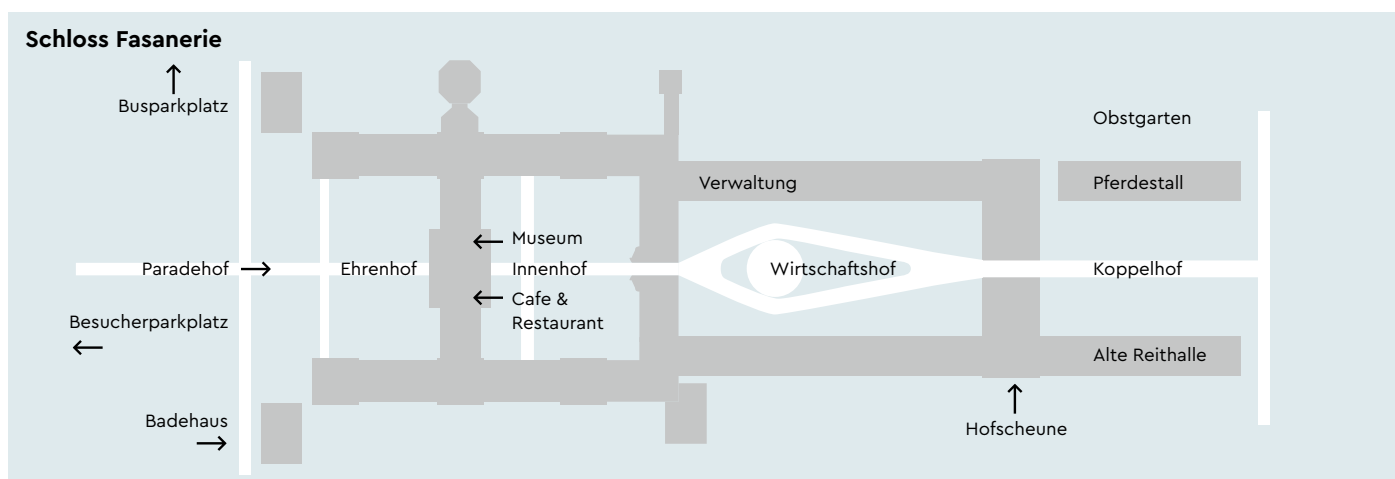 Schloss Fasanerie
Busparkplatz
Obstgarten
Verwaltung
Pferdestall
Museum
Paradehof
Ehrenhof
Innenhof
Wirtschaftshof
Koppelhof
Cafe &
Restaurant
Besucherparkplatz
Alte Reithalle
Badehaus
Hofscheune